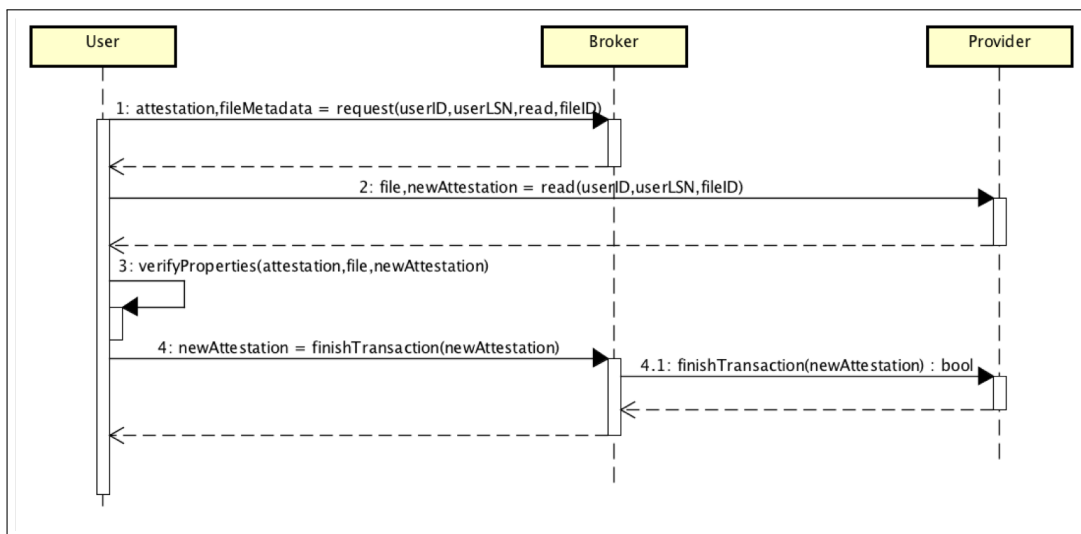 User
Broker
Provider
1: attestation,fileMetadata = request(userID,userLSN,read,fileID)
2: file,newAttestation = read(userID,userLSN,fileID)
3: verifyProperties(attestation,file,newAttestation)
4: newAttestation = finishTransaction(newAttestation)
4.1: finishTransaction(newAttestation) : bool